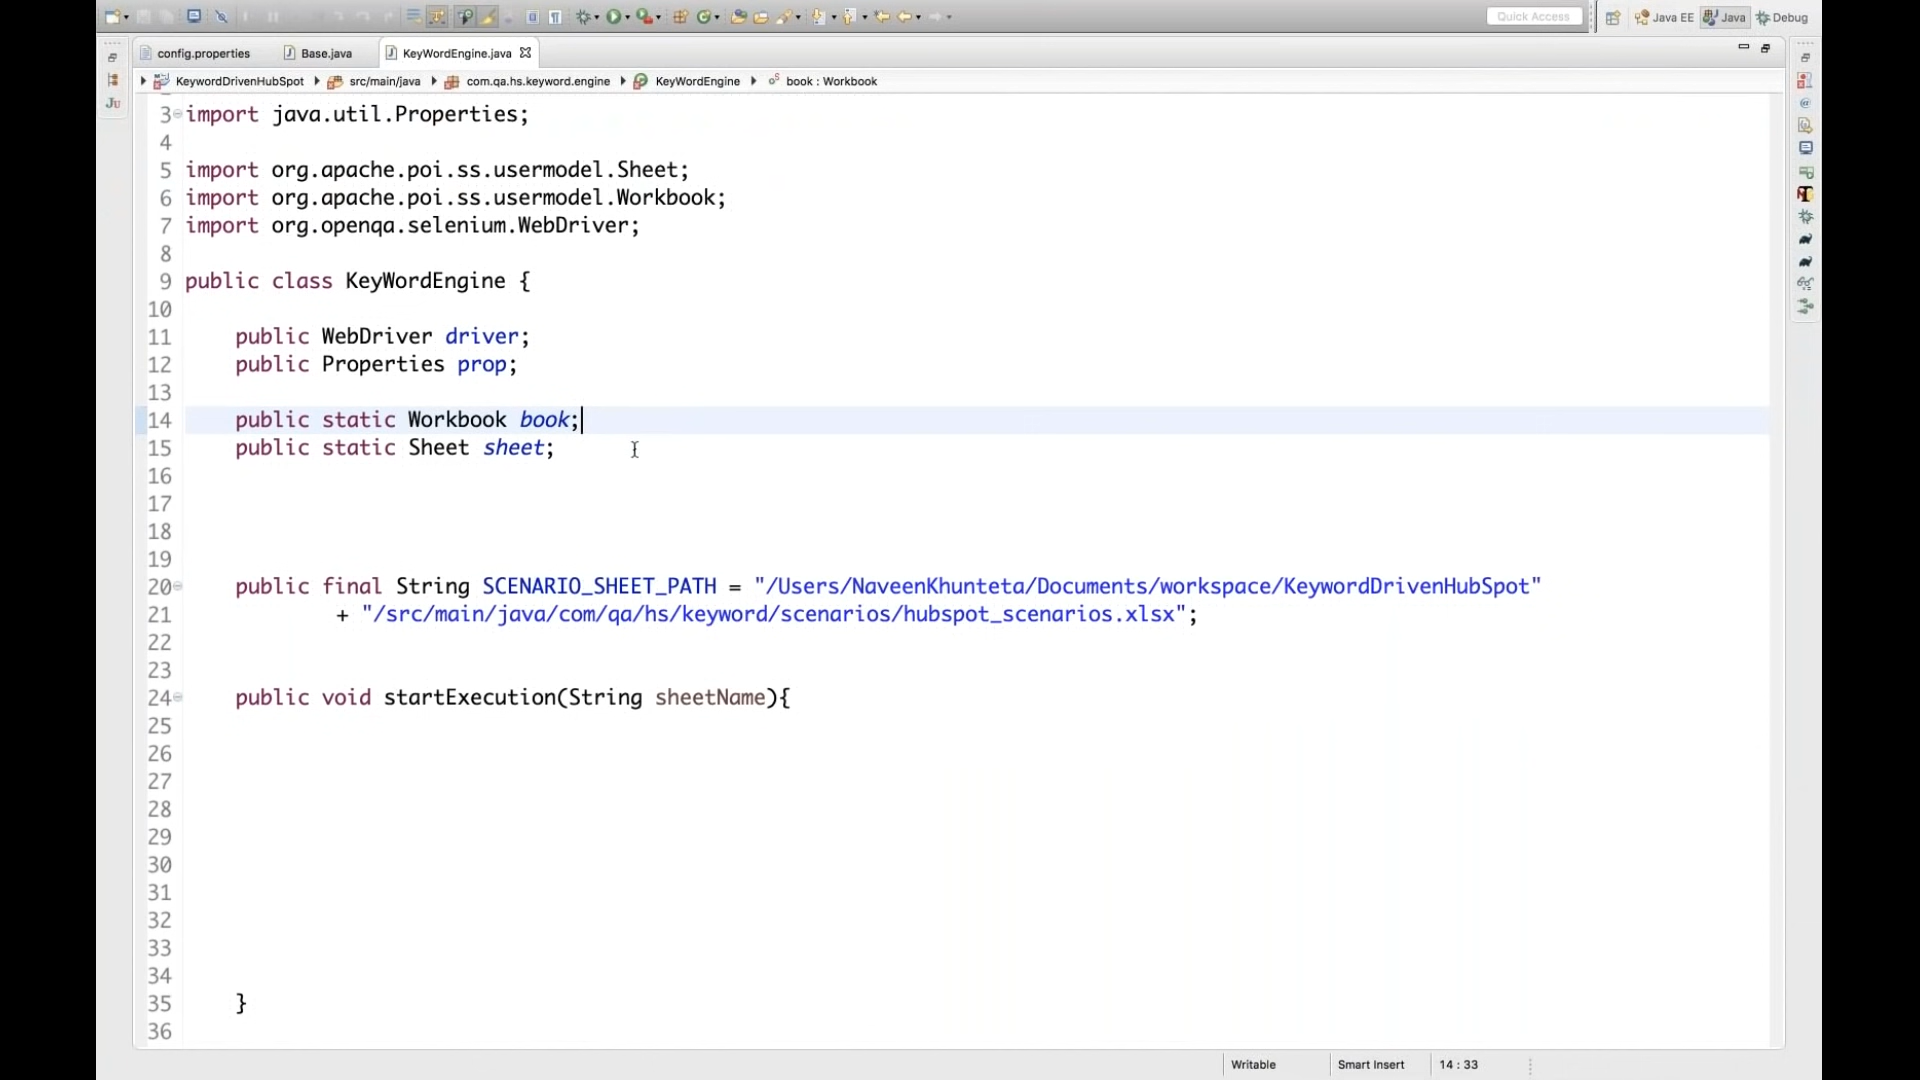 Quick Access
Java EE
Java
Debug
config.properties
Base.java
KeyWordEngine.java
KeywordDrivenHubSpot
src/main/java
com.qa.hs.keyword.engine
KeyWordEngine
book : Workbook
Ju
3 import java.util.Properties;
4
5 import org.apache.poi.ss.usermodel.Sheet;
6 import org.apache.poi.ss.usermodel.Workbook;
7 import org.openqa.selenium.WebDriver;
8
9 public class KeyWordEngine {
10
11 public WebDriver driver;
12 public Properties prop;
13
14 public static Workbook book;
15 public static Sheet sheet;
16
17
18
19
20 public final String SCENARIO_SHEET_PATH = "/Users/NaveenKhunteta/Documents/workspace/KeywordDrivenHubSpot"
21 + "/src/main/java/com/qa/hs/keyword/scenarios/hubspot_scenarios.xlsx";
22
23
24 public void startExecution(String sheetName){
25
26
27
28
29
30
31
32
33
34
35 }
36
Writable
Smart Insert
14 : 33